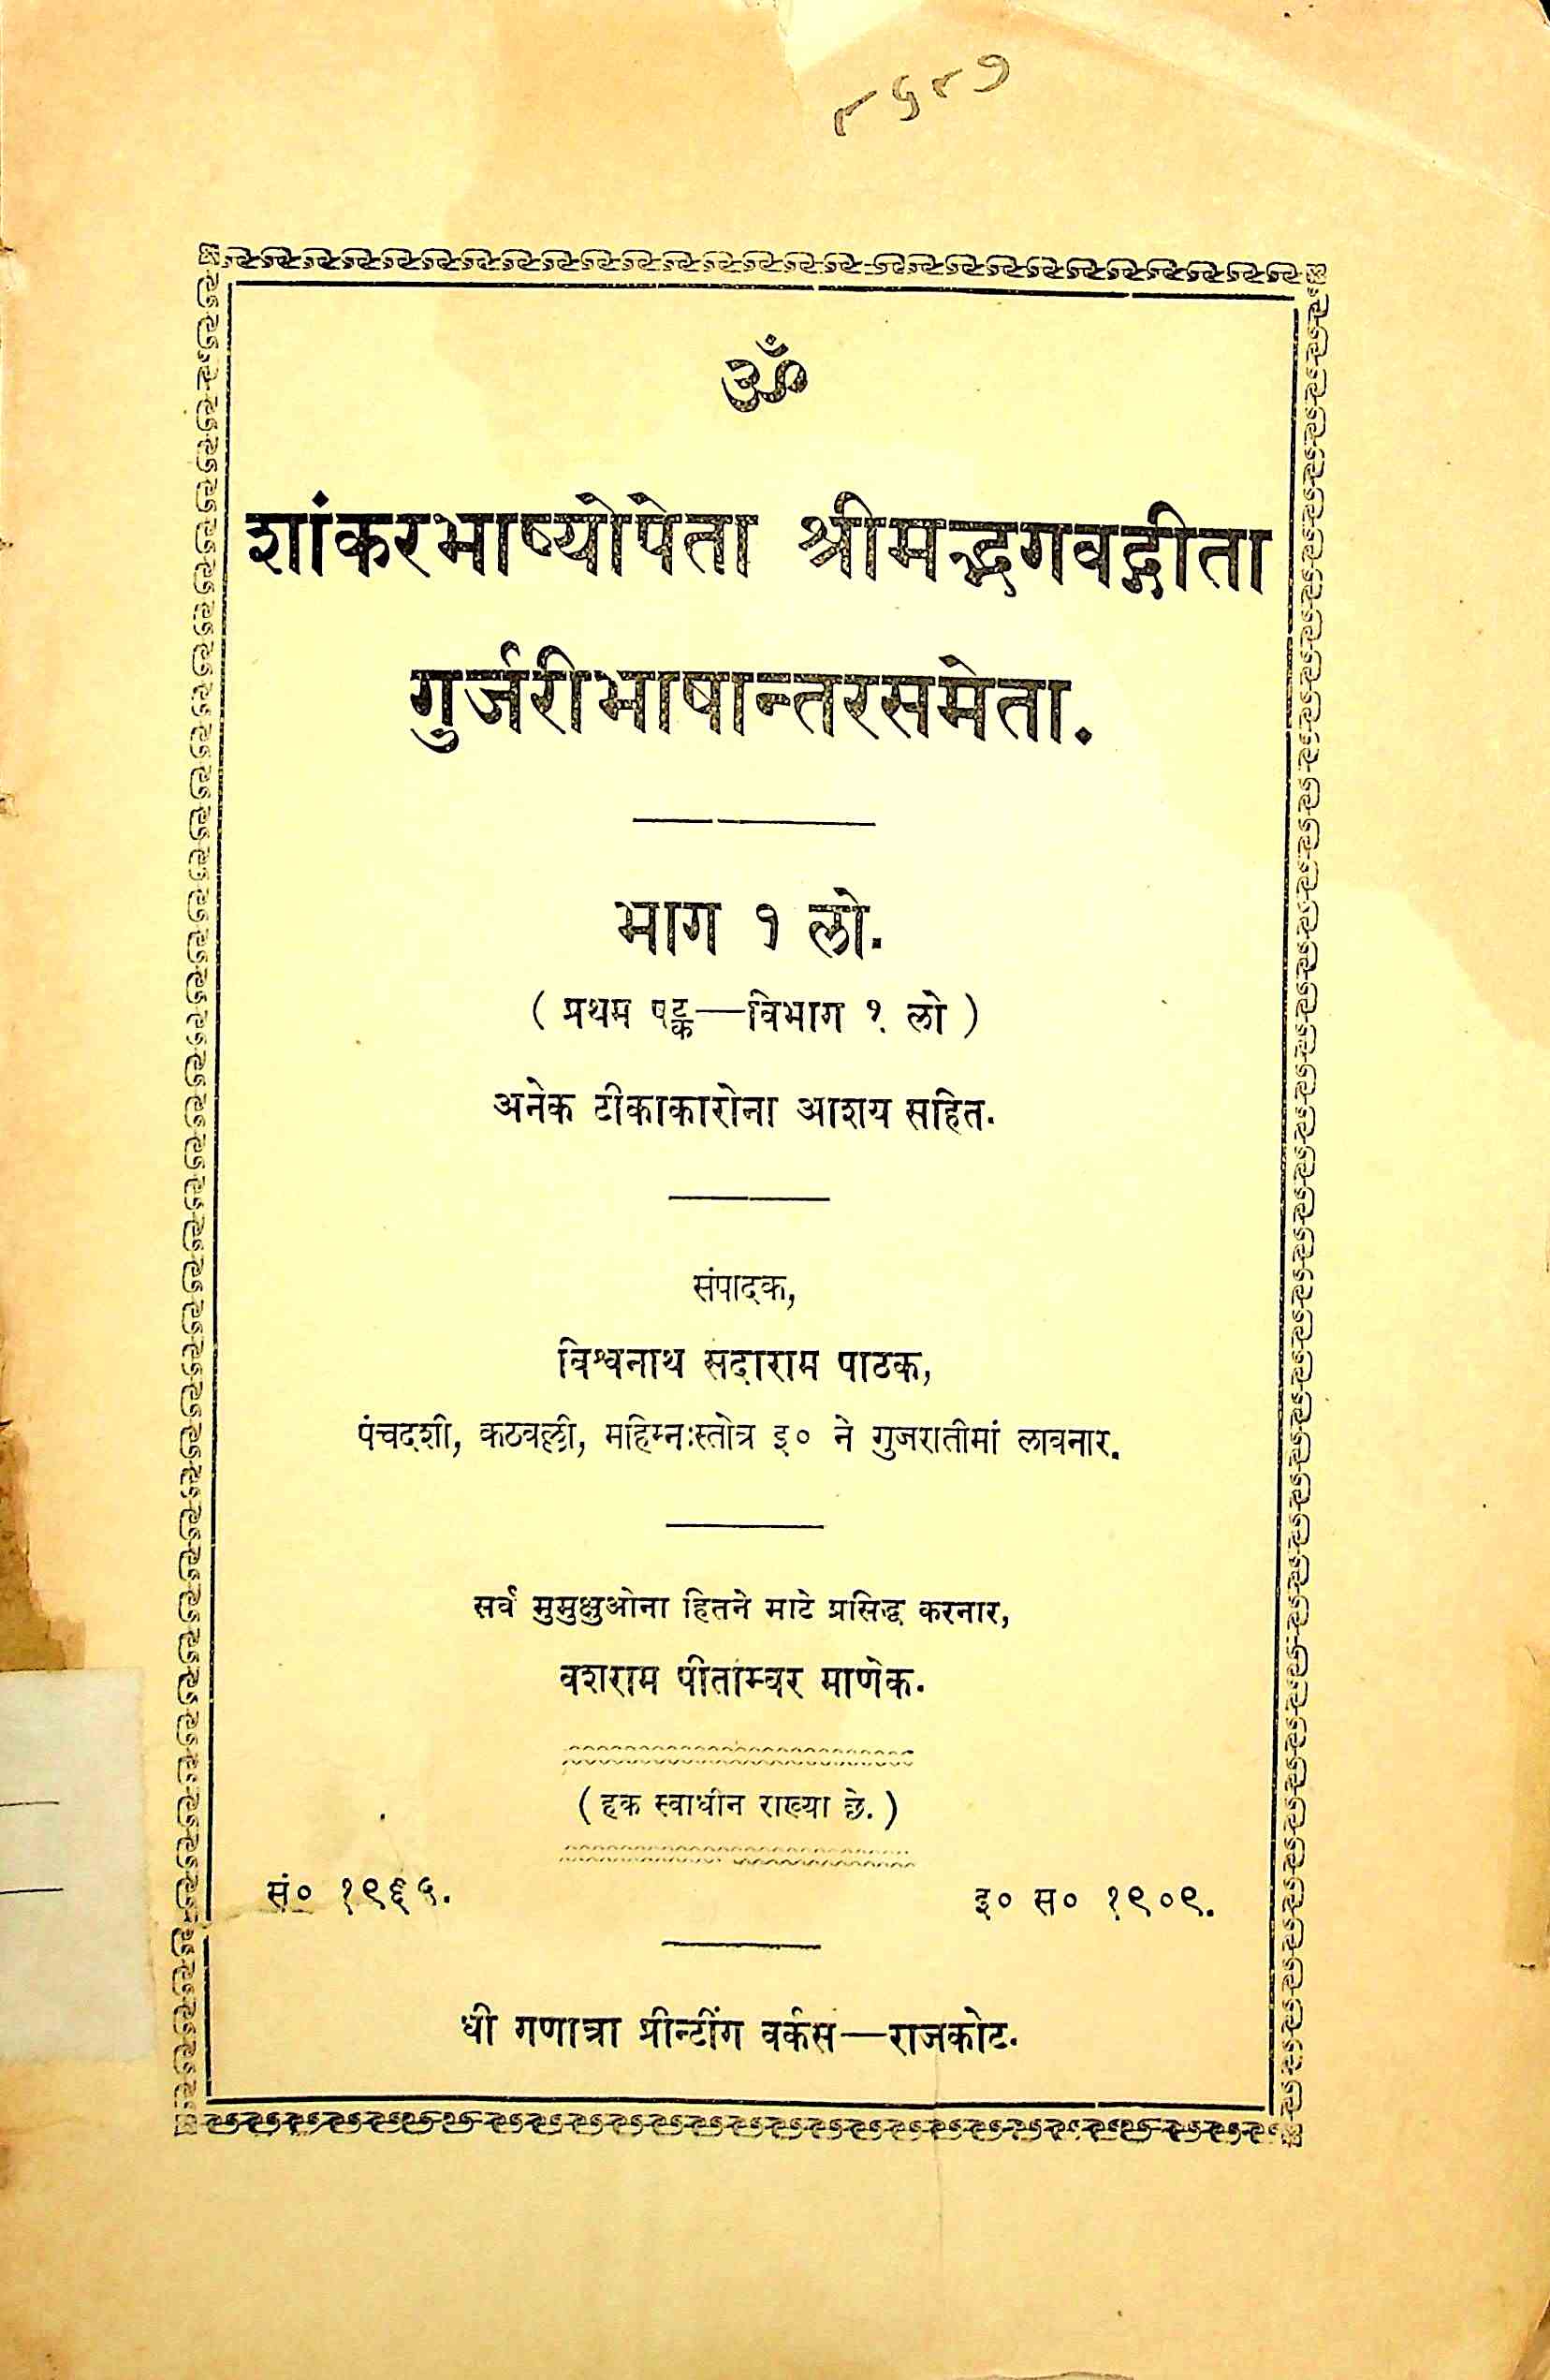 ॐ
शांकरभाष्योपेता श्रीमद्भगवद्गीता
गुर्जरीभाषान्तरसमेता.
भाग १ लो.
( प्रथम षट्क—विभाग १ लो )
अनेक टीकाकारोना आशय सहित.
संपादक,
विश्वनाथ सदाराम पाठक,
पंचदशी, कठवल्ली, महिम्नःस्तोत्र इ० ने गुजरातीमां लावनार.
सर्व मुमुक्षुओना हितने माटे प्रसिद्ध करनार,
वशराम पीताम्बर माणेक.
(हक स्वाधीन राख्या छे.)
सं० १९६५. इ० स० १९०९.
धी गणात्रा प्रीन्टींग वर्कस—राजकोट.